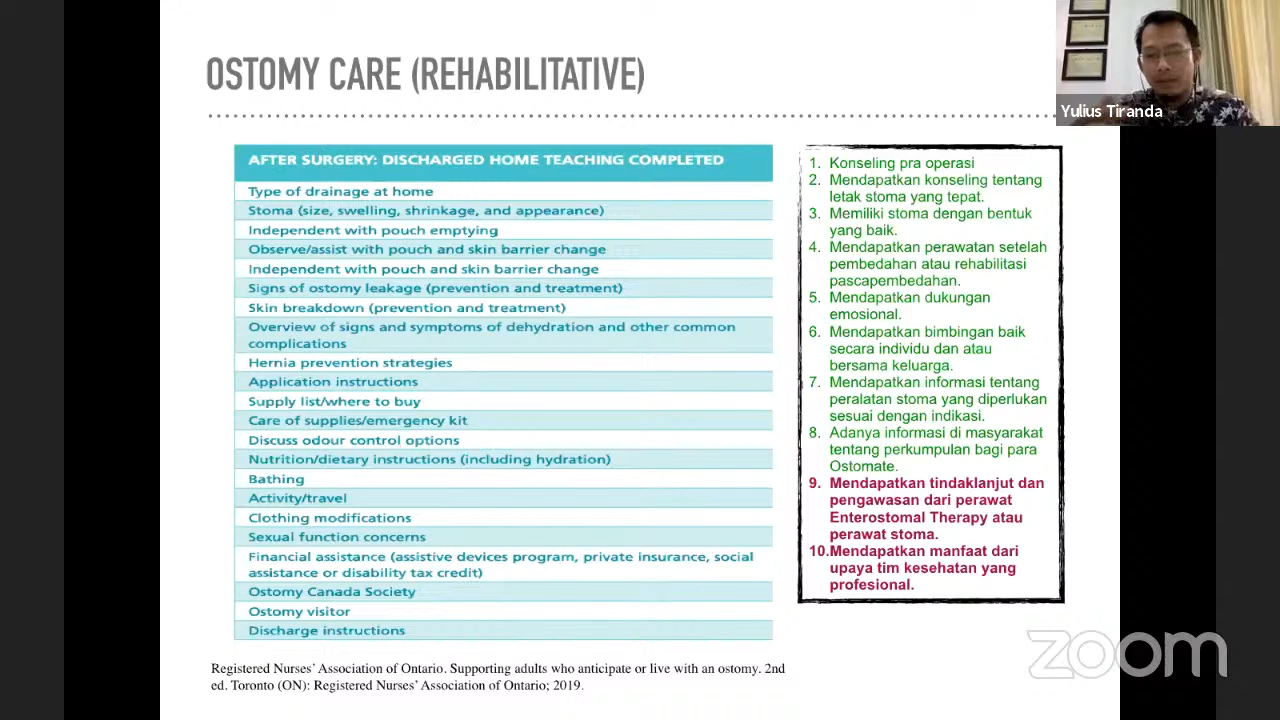 OSTOMY CARE (REHABILITATIVE)
Yulius Tiranda
AFTER SURGERY: DISCHARGED HOME TEACHING COMPLETED
Type of drainage at home
Stoma (size, swelling, shrinkage, and appearance)
Independent with pouch emptying
Observe/assist with pouch and skin barrier change
Independent with pouch and skin barrier change
Signs of ostomy leakage (prevention and treatment)
Skin breakdown (prevention and treatment)
Overview of signs and symptoms of dehydration and other common
complications
Hernia prevention strategies
Application instructions
Supply list/where to buy
Care of supplies/emergency kit
Discuss odour control options
Nutrition/dietary instructions (including hydration)
Bathing
Activity/travel
Clothing modifications
Sexual function concerns
Financial assistance (assistive devices program, private insurance, social
assistance or disability tax credit)
Ostomy Canada Society
Ostomy visitor
Discharge instructions
1. Konseling pra operasi
2. Mendapatkan konseling tentang
letak stoma yang tepat.
3. Memiliki stoma dengan bentuk
yang baik.
4. Mendapatkan perawatan setelah
pembedahan atau rehabilitasi
pascapembedahan.
5. Mendapatkan dukungan
emosional.
6. Mendapatkan bimbingan baik
secara individu dan atau
bersama keluarga.
7. Mendapatkan informasi tentang
peralatan stoma yang diperlukan
sesuai dengan indikasi.
8. Adanya informasi di masyarakat
tentang perkumpulan bagi para
Ostomate.
9. Mendapatkan tindaklanjut dan
pengawasan dari perawat
Enterostomal Therapy atau
perawat stoma.
10.Mendapatkan manfaat dari
upaya tim kesehatan yang
profesional.
Registered Nurses' Association of Ontario. Supporting adults who anticipate or live with an ostomy. 2nd
ed. Toronto (ON): Registered Nurses' Association of Ontario; 2019.
zoom